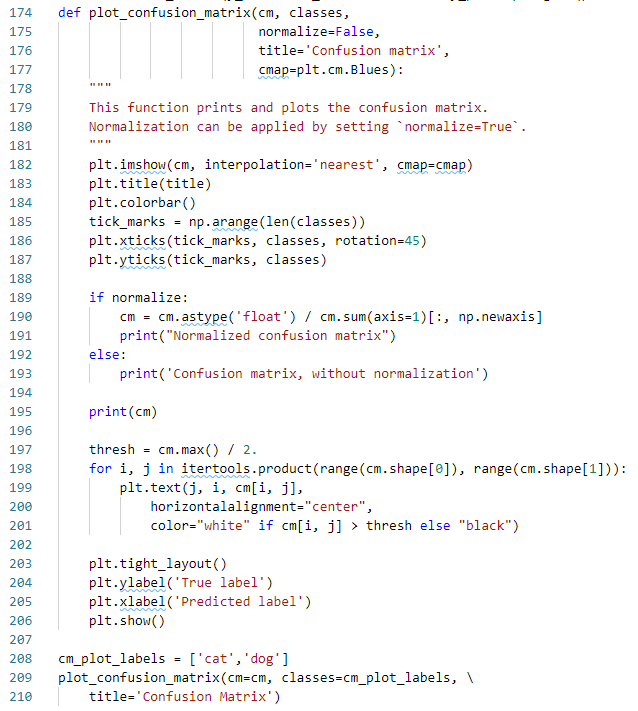 174 def plot_confusion_matrix(cm, classes,
175                           normalize=False,
176                           title='Confusion matrix',
177                           cmap=plt.cm.Blues):
178     """
179     This function prints and plots the confusion matrix.
180     Normalization can be applied by setting `normalize=True`.
181     """
182     plt.imshow(cm, interpolation='nearest', cmap=cmap)
183     plt.title(title)
184     plt.colorbar()
185     tick_marks = np.arange(len(classes))
186     plt.xticks(tick_marks, classes, rotation=45)
187     plt.yticks(tick_marks, classes)
188
189     if normalize:
190         cm = cm.astype('float') / cm.sum(axis=1)[:, np.newaxis]
191         print("Normalized confusion matrix")
192     else:
193         print('Confusion matrix, without normalization')
194
195     print(cm)
196
197     thresh = cm.max() / 2.
198     for i, j in itertools.product(range(cm.shape[0]), range(cm.shape[1])):
199         plt.text(j, i, cm[i, j],
200             horizontalalignment="center",
201             color="white" if cm[i, j] > thresh else "black")
202
203     plt.tight_layout()
204     plt.ylabel('True label')
205     plt.xlabel('Predicted label')
206     plt.show()
207
208 cm_plot_labels = ['cat','dog']
209 plot_confusion_matrix(cm=cm, classes=cm_plot_labels, \
210     title='Confusion Matrix')